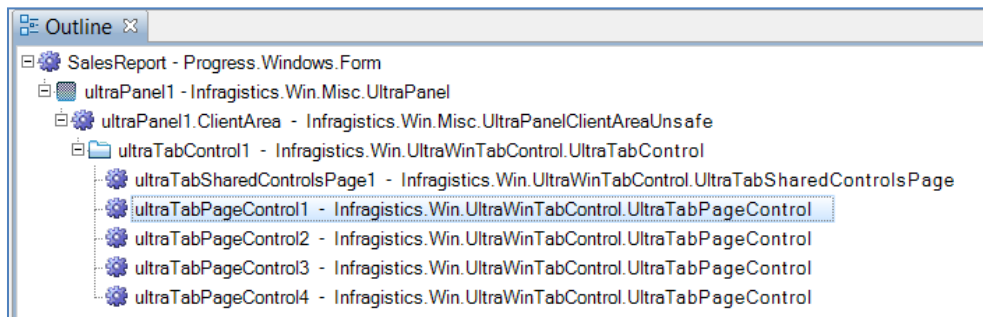 Outline
SalesReport - Progress.Windows.Form
ultraPanel1 - Infragistics.Win.Misc.UltraPanel
ultraPanel1.ClientArea - Infragistics.Win.Misc.UltraPanelClientAreaUnsafe
ultraTabControl1 - Infragistics.Win.UltraWinTabControl.UltraTabControl
ultraTabSharedControlsPage1 - Infragistics.Win.UltraWinTabControl.UltraTabSharedControlsPage
ultraTabPageControl1 - Infragistics.Win.UltraWinTabControl.UltraTabPageControl
ultraTabPageControl2 - Infragistics.Win.UltraWinTabControl.UltraTabPageControl
ultraTabPageControl3 - Infragistics.Win.UltraWinTabControl.UltraTabPageControl
ultraTabPageControl4 - Infragistics.Win.UltraWinTabControl.UltraTabPageControl